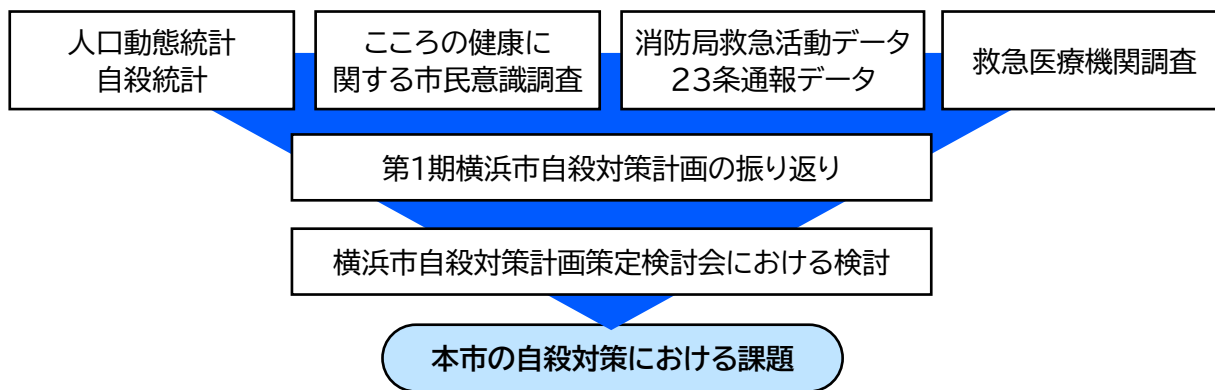 人口動態統計
自殺統計
こころの健康に
関する市民意識調査
消防局救急活動データ
23条通報データ
救急医療機関調査
第1期横浜市自殺対策計画の振り返り
横浜市自殺対策計画策定検討会における検討
本市の自殺対策における課題